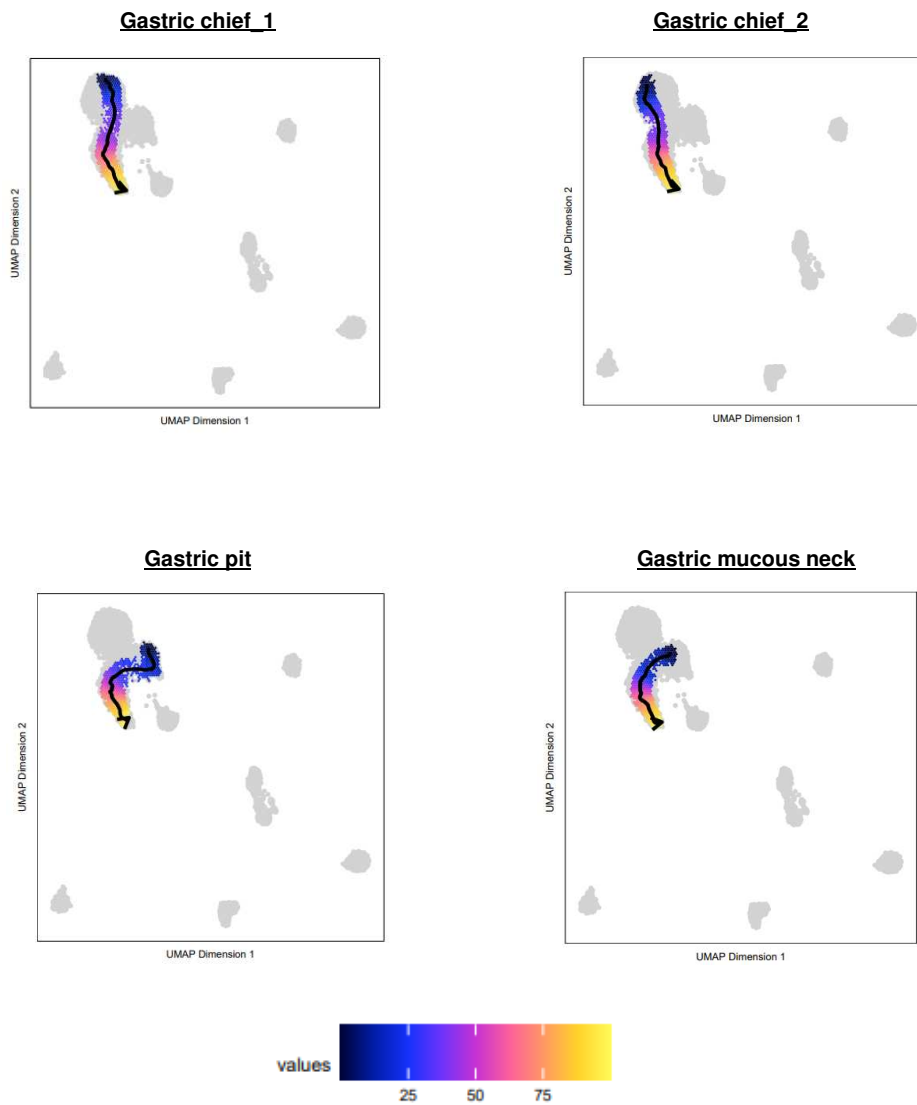 Gastric chief_1
Gastric chief_2
UMAP Dimension 2
UMAP Dimension 1
UMAP Dimension 2
UMAP Dimension 1
Gastric pit
Gastric mucous neck
UMAP Dimension 2
UMAP Dimension 1
UMAP Dimension 2
UMAP Dimension 1
values
25 50 75